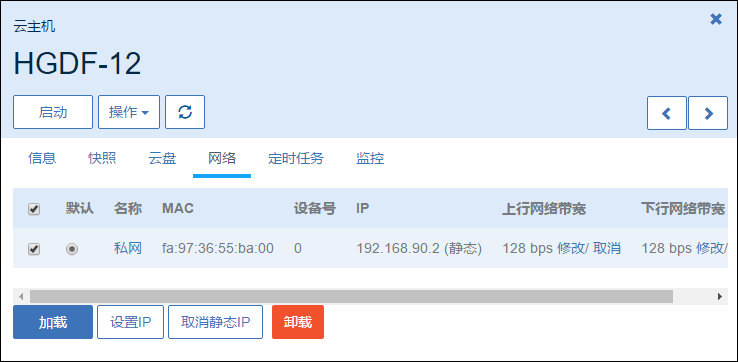 云主机
HGDF-12
启动 操作
信息 快照 云盘 网络 定时任务 监控
默认 名称 MAC 设备号 IP 上行网络带宽 下行网络带宽
私网 fa:97:36:55:ba:00 0 192.168.90.2 (静态) 128 bps 修改/ 取消 128 bps 修改/
加载 设置IP 取消静态IP 卸载